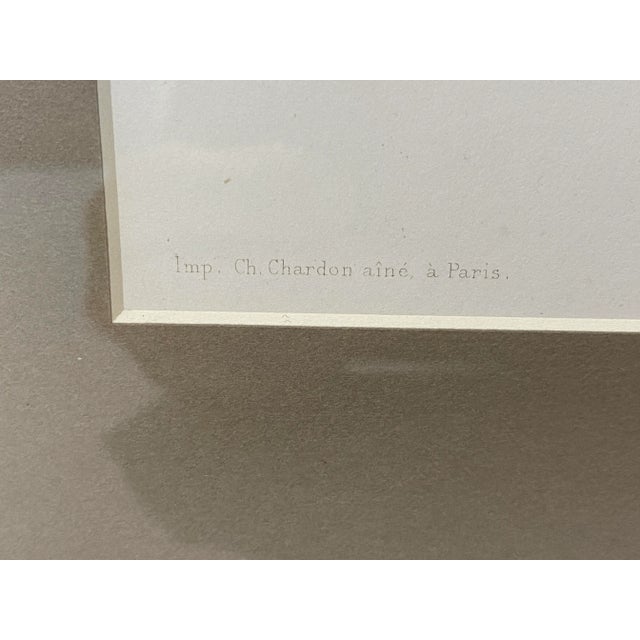 Imp. Ch. Chardon aîné, à Paris.